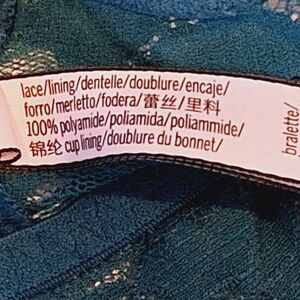 lace/lining/dentelle/doublure/encaje/
forro/merletto/fodera/蕾丝/里料
100% polyamide/poliamida/poliammide/
锦纶 cup lining/doublure du bonnet/
bralette/